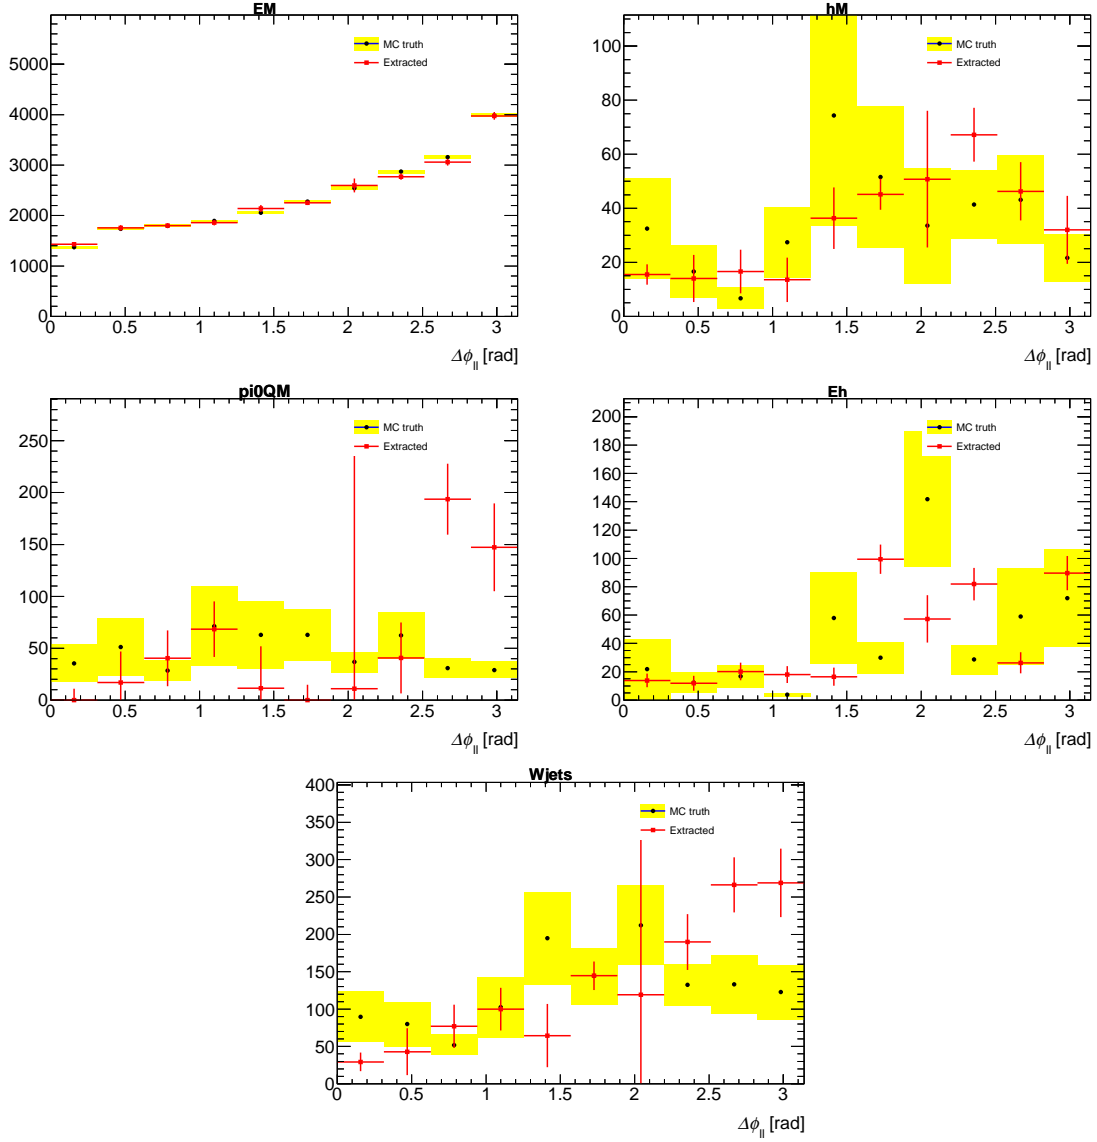 EM
MC truth
Extracted
5000
4000
3000
2000
1000
0
0 0.5 1 1.5 2 2.5 3
Δϕ_ll [rad]
hM
MC truth
Extracted
100
80
60
40
20
0
0 0.5 1 1.5 2 2.5 3
Δϕ_ll [rad]
pi0QM
MC truth
Extracted
250
200
150
100
50
0
0 0.5 1 1.5 2 2.5 3
Δϕ_ll [rad]
Eh
MC truth
Extracted
200
180
160
140
120
100
80
60
40
20
0
0 0.5 1 1.5 2 2.5 3
Δϕ_ll [rad]
Wjets
MC truth
Extracted
400
350
300
250
200
150
100
50
0
0 0.5 1 1.5 2 2.5 3
Δϕ_ll [rad]